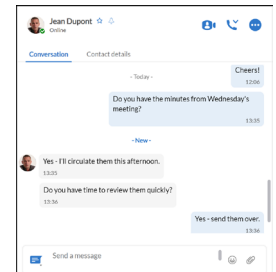 Jean Dupont
Online
Conversation Contact details
- Today -
Cheers!
12:06
Do you have the minutes from Wednesday's
meeting?
13:35
- New -
Yes - I'll circulate them this afternoon.
13:35
Do you have time to review them quickly?
13:36
Yes - send them over.
13:36
Send a message